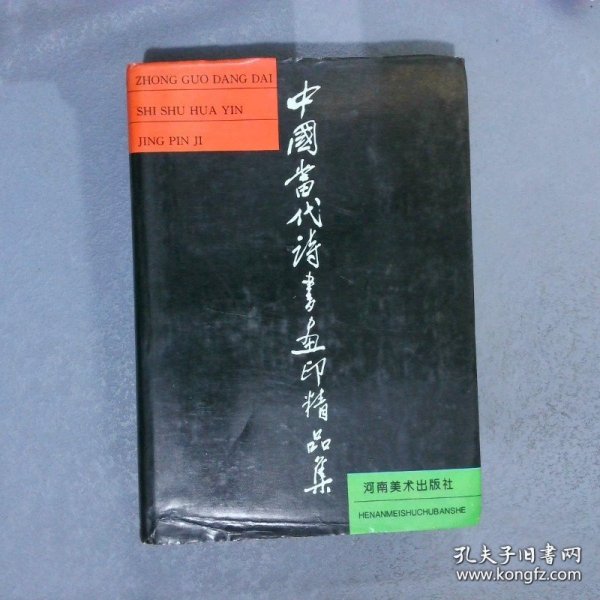 ZHONG GUO DANG DAI
SHI SHU HUA YIN
JING PIN JI
中國當代詩書畫印精品集
河南美术出版社
HENANMEISHUCHUBANSHE
孔夫子旧书网
www.kongfz.com